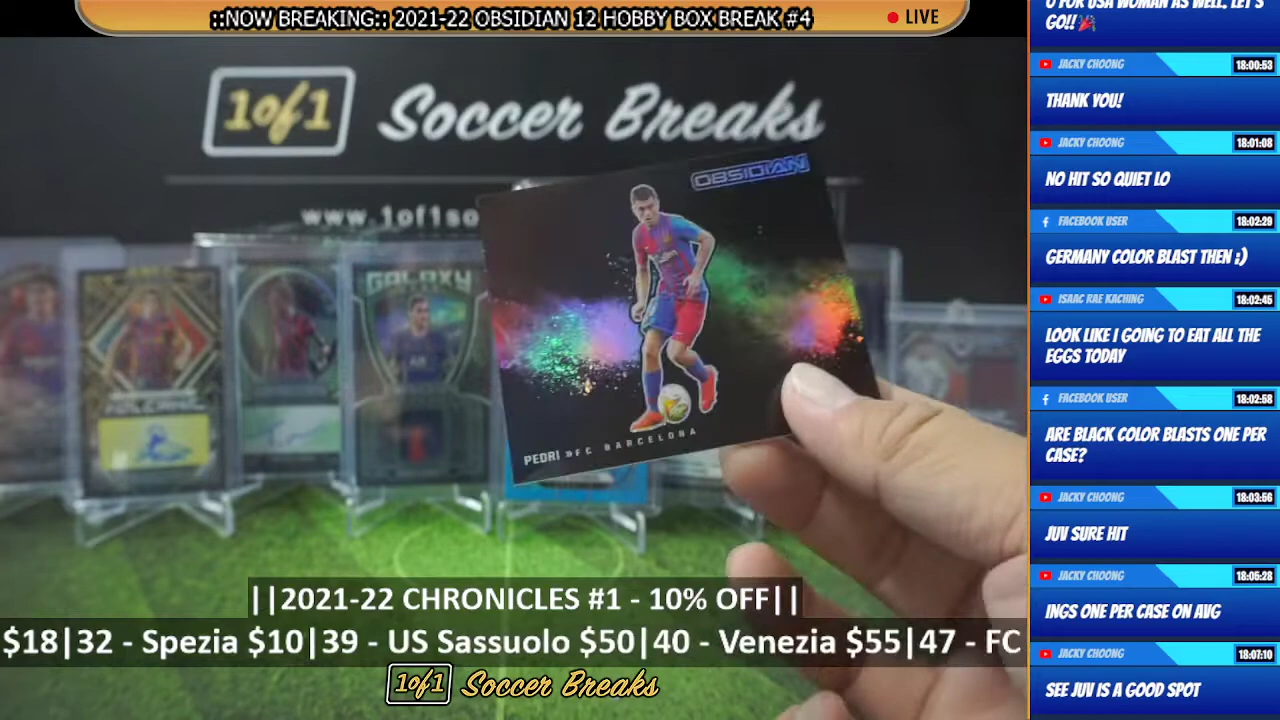 ::NOW BREAKING:: 2021-22 OBSIDIAN 12 HOBBY BOX BREAK #4
LIVE
1of1 Soccer Breaks
www.1of1so
OBSIDIAN
GALAXY
PEDRI » FC BARCELONA
||2021-22 CHRONICLES #1 - 10% OFF||
$18|32 - Spezia $10|39 - US Sassuolo $50|40 - Venezia $55|47 - FC
1of1 Soccer Breaks
O FOR USA WOMAN AS WELL, LET'S
GO!!
JACKY CHOONG 18:00:53
THANK YOU!
JACKY CHOONG 18:01:08
NO HIT SO QUIET LO
FACEBOOK USER 18:02:29
GERMANY COLOR BLAST THEN ;)
ISAAC RAE KACHING 18:02:45
LOOK LIKE I GOING TO EAT ALL THE
EGGS TODAY
FACEBOOK USER 18:02:58
ARE BLACK COLOR BLASTS ONE PER
CASE?
JACKY CHOONG 18:03:56
JUV SURE HIT
JACKY CHOONG 18:05:28
INGS ONE PER CASE ON AVG
JACKY CHOONG 18:07:10
SEE JUV IS A GOOD SPOT